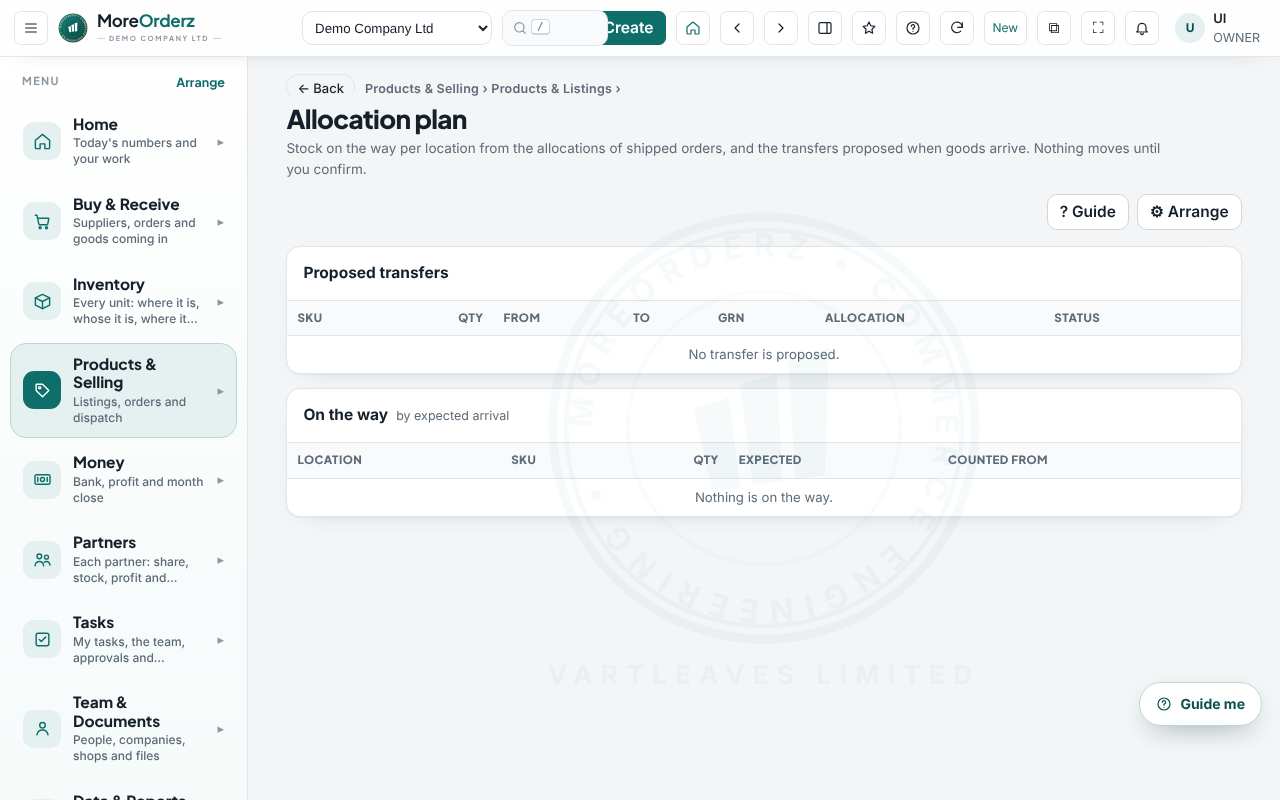 MoreOrderz
— DEMO COMPANY LTD —
Demo Company Ltd
/
Create
New
U
UI
OWNER
MENU
Arrange
Home
Today's numbers and
your work
Buy & Receive
Suppliers, orders and
goods coming in
Inventory
Every unit: where it is,
whose it is, where it...
Products &
Selling
Listings, orders and
dispatch
Money
Bank, profit and month
close
Partners
Each partner: share,
stock, profit and...
Tasks
My tasks, the team,
approvals and...
Team &
Documents
People, companies,
shops and files
Data & Reports
← Back
Products & Selling › Products & Listings ›
Allocation plan
Stock on the way per location from the allocations of shipped orders, and the transfers proposed when goods arrive. Nothing moves until
you confirm.
? Guide
⚙ Arrange
Proposed transfers
SKU QTY FROM TO GRN ALLOCATION STATUS
No transfer is proposed.
On the way by expected arrival
LOCATION SKU QTY EXPECTED COUNTED FROM
Nothing is on the way.
MOREORDERZ • COMMERCE ENGINEERING •
VARTLEAVES LIMITED
Guide me